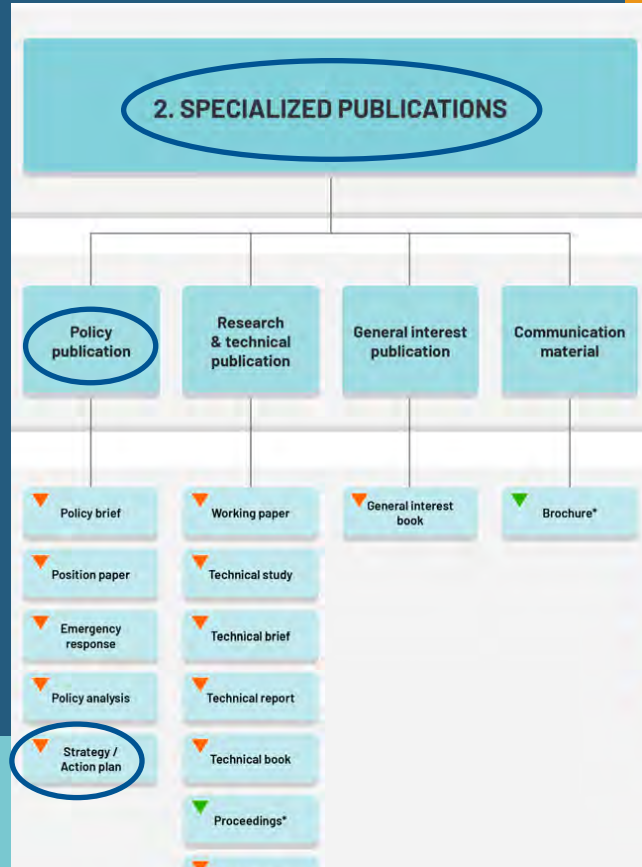 2. SPECIALIZED PUBLICATIONS
Policy
publication
Research
& technical
publication
General interest
publication
Communication
material
Policy brief
Position paper
Emergency
response
Policy analysis
Strategy /
Action plan
Working paper
Technical study
Technical brief
Technical report
Technical book
Proceedings*
General interest
book
Brochure*